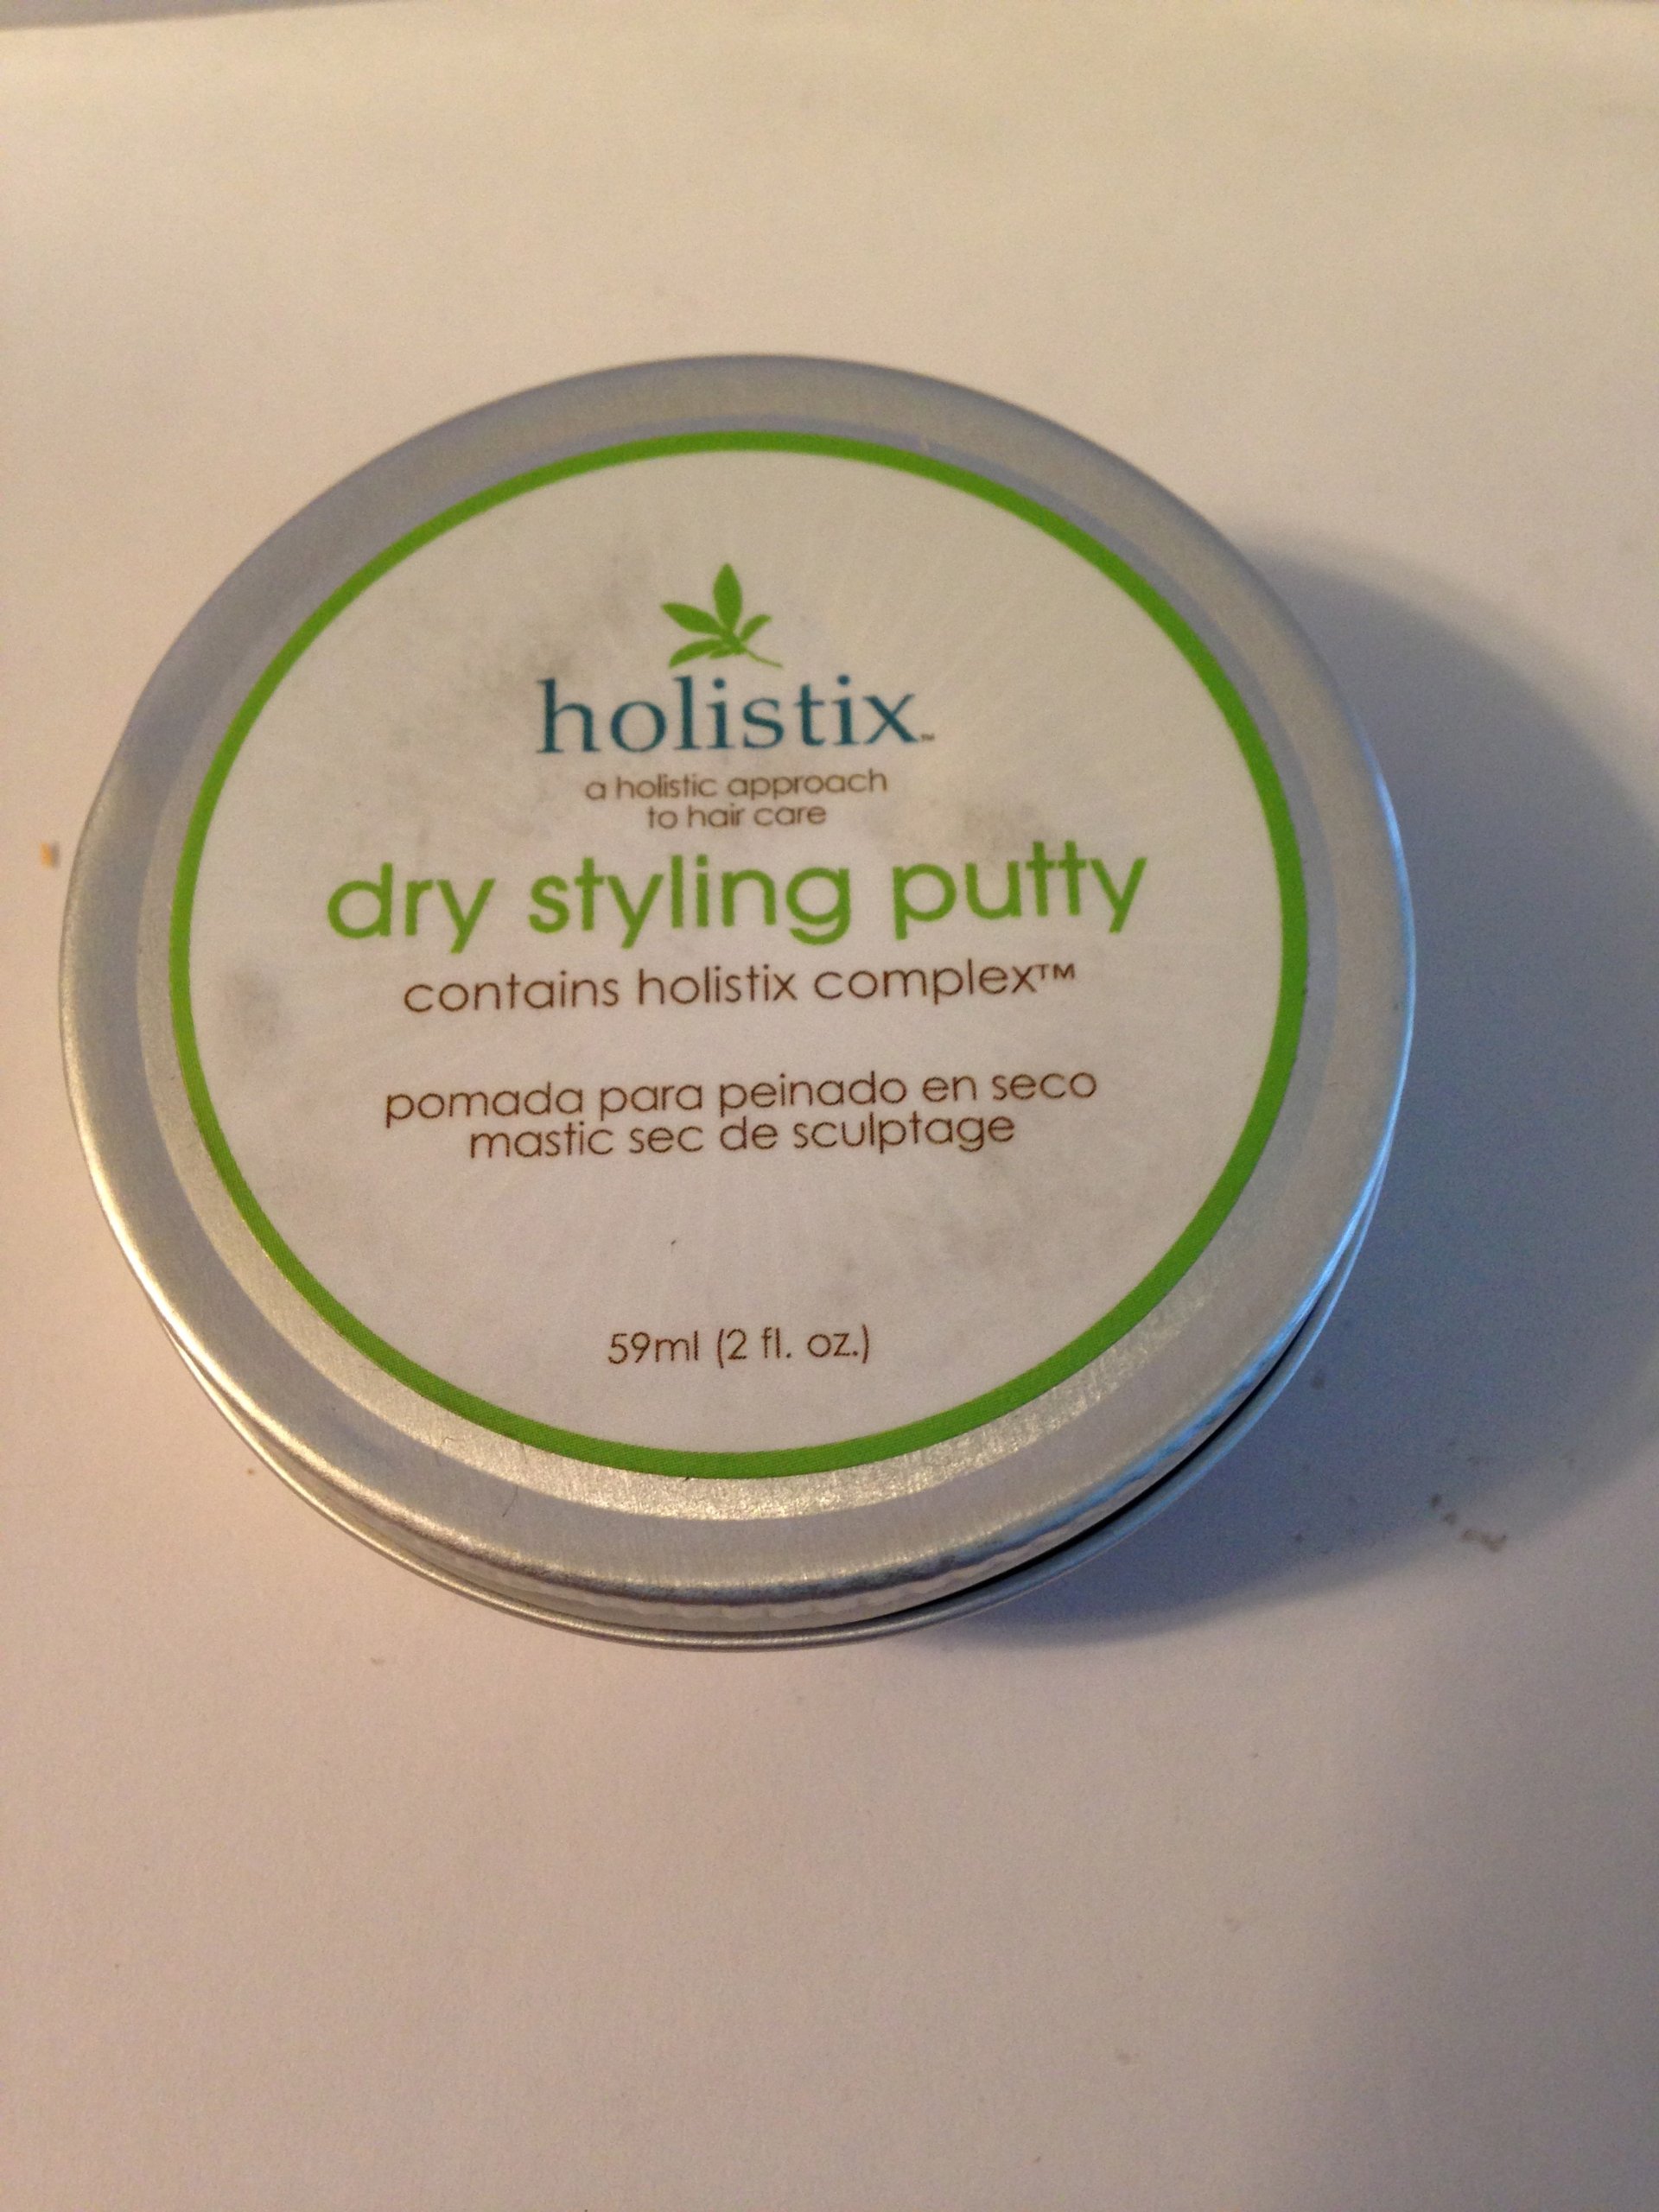 holistix™
a holistic approach
to hair care
dry styling putty
contains holistix complex™
pomada para peinado en seco
mastic sec de sculptage
59ml (2 fl. oz.)